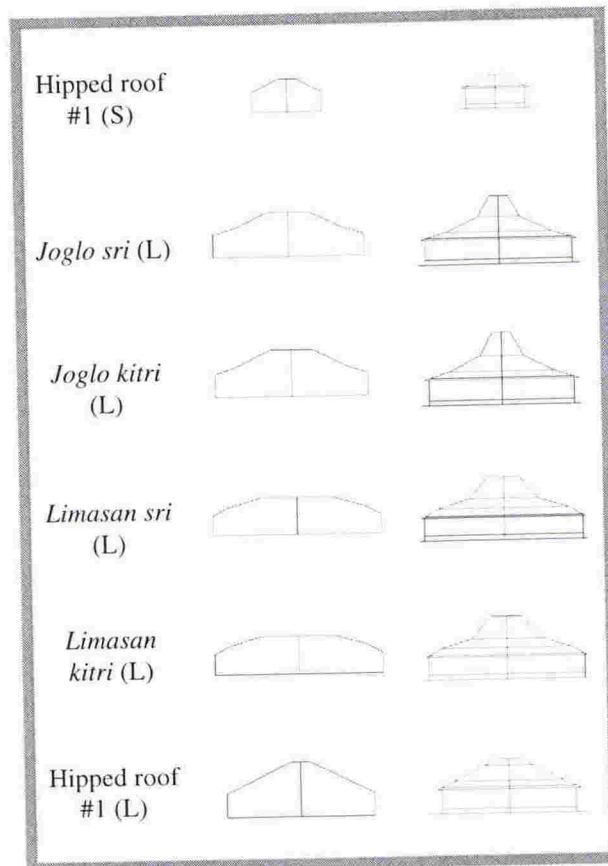 Hipped roof
#1 (S)
Joglo sri (L)
Joglo kitri
(L)
Limasan sri
(L)
Limasan
kitri (L)
Hipped roof
#1 (L)